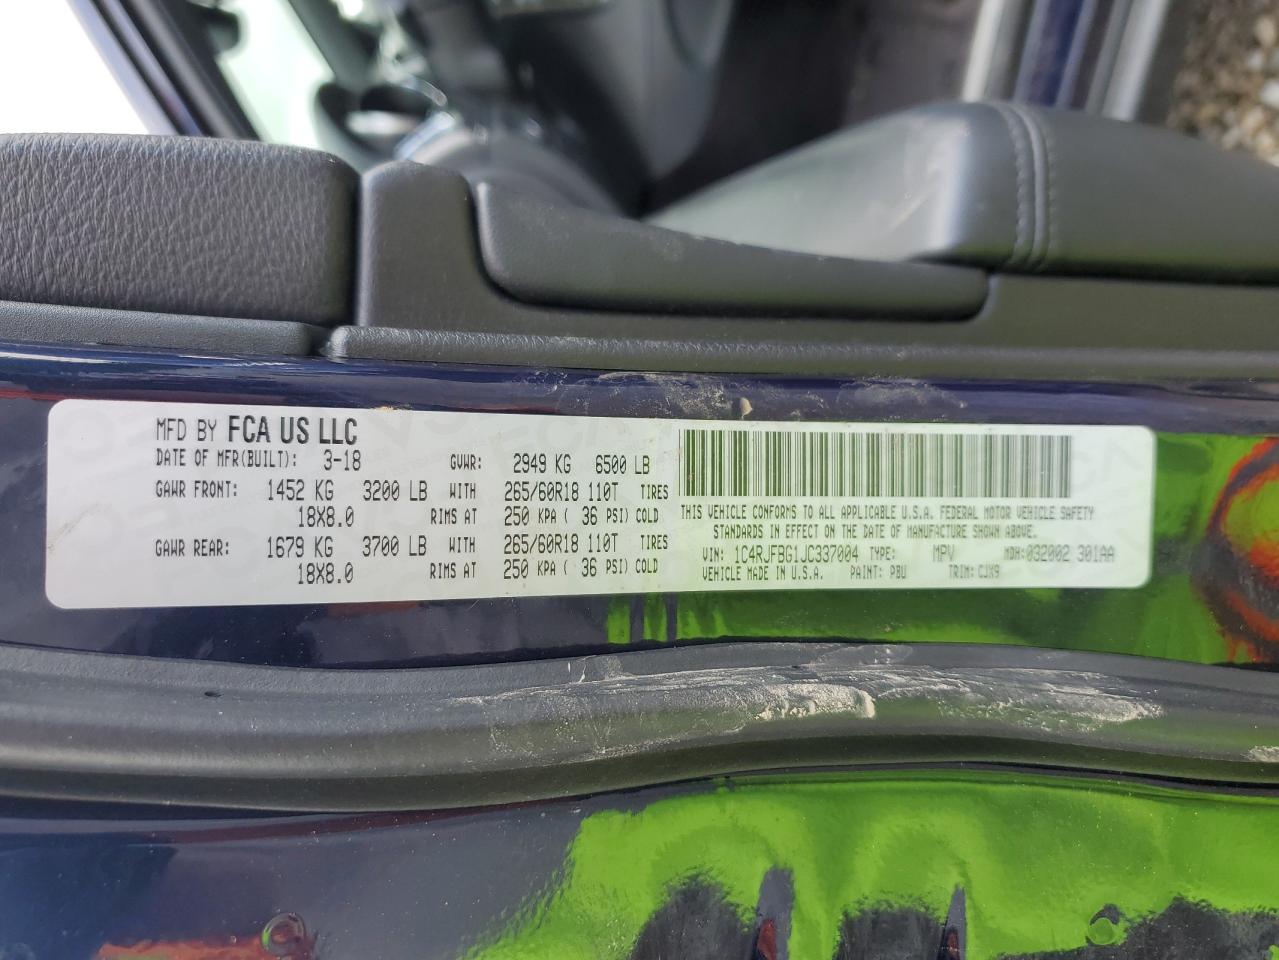 MFD BY FCA US LLC
DATE OF MFR(BUILT): 3-18 GVWR: 2949 KG 6500 LB
GAWR FRONT: 1452 KG 3200 LB WITH 265/60R18 110T TIRES
18X8.0 RIMS AT 250 KPA ( 36 PSI) COLD
GAWR REAR: 1679 KG 3700 LB WITH 265/60R18 110T TIRES
18X8.0 RIMS AT 250 KPA ( 36 PSI) COLD
THIS VEHICLE CONFORMS TO ALL APPLICABLE U.S.A. FEDERAL MOTOR VEHICLE SAFETY
STANDARDS IN EFFECT ON THE DATE OF MANUFACTURE SHOWN ABOVE.
VIN: 1C4RJFBG1JC337004 TYPE: MPV MDH:032002 301AA
VEHICLE MADE IN U.S.A. PAINT: PBU TRIM: CJX9